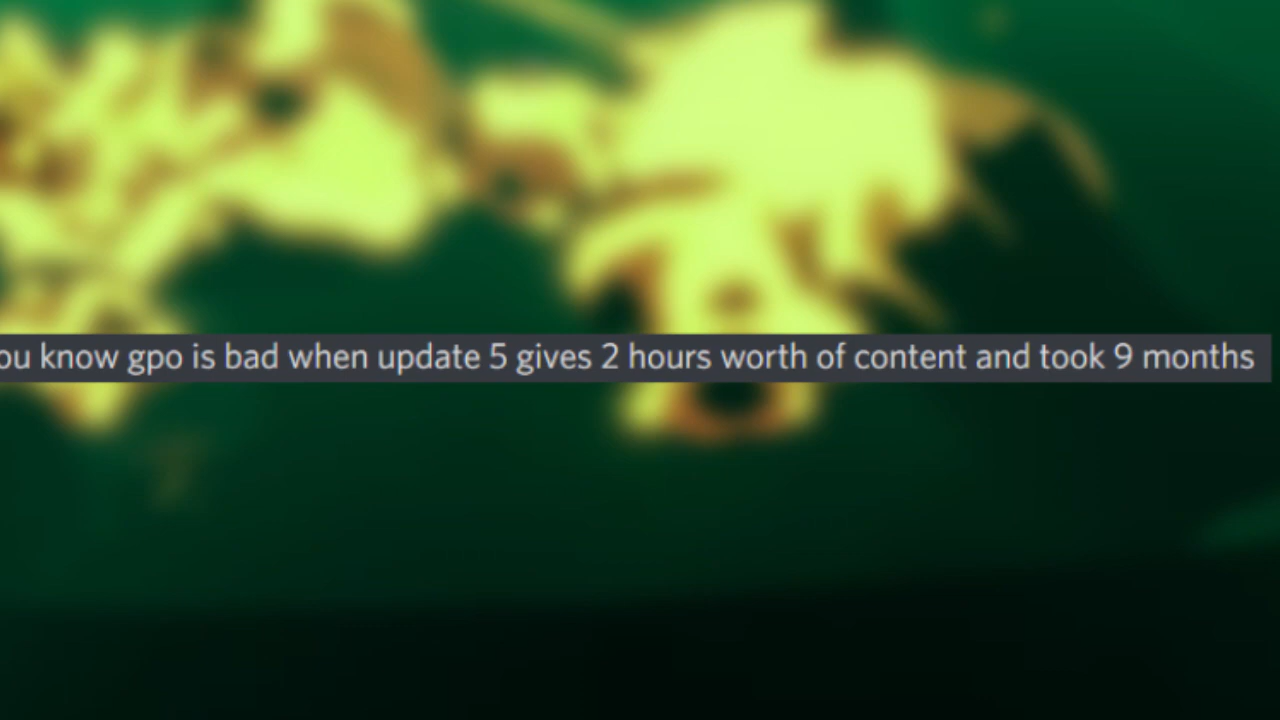 ou know gpo is bad when update 5 gives 2 hours worth of content and took 9 months